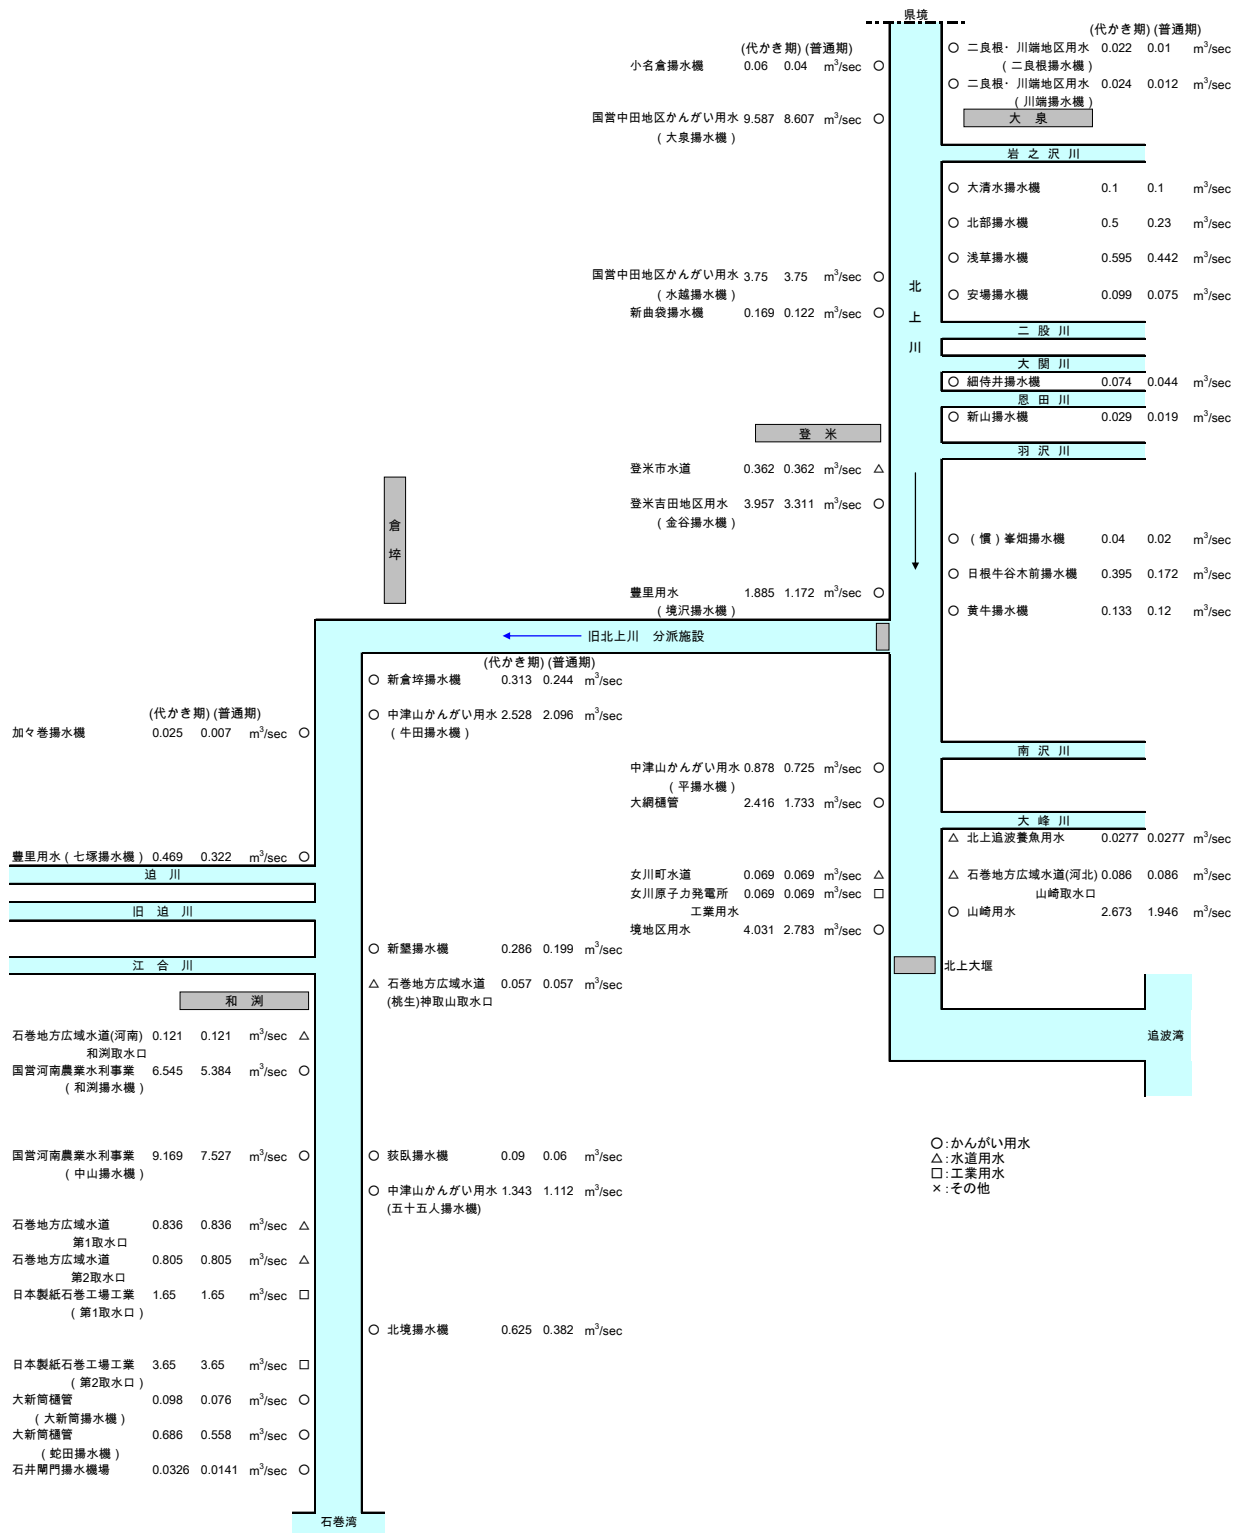 県境
(代かき期) (普通期)
○ 二良根・川端地区用水 0.022 0.01
( 二良根揚水機 )
○ 二良根・川端地区用水 0.024 0.012
( 川端揚水機 )
大 泉
岩 之 沢 川
○ 大清水揚水機 0.1 0.1 m³/sec
○ 北部揚水機 0.5 0.23 m³/sec
○ 浅草揚水機 0.595 0.442 m³/sec
○ 安場揚水機 0.099 0.075 m³/sec
二 股 川
大 関 川
○ 細侍井揚水機 0.074 0.044 m³/sec
恩 田 川
○ 新山揚水機 0.029 0.019 m³/sec
羽 沢 川
○ ( 慣 ) 峯畑揚水機 0.04 0.02 m³/sec
○ 日根牛谷木前揚水機 0.395 0.172 m³/sec
○ 黄牛揚水機 0.133 0.12 m³/sec
南 沢 川
大 峰 川
△ 北上追波養魚用水 0.0277 0.0277 m³/sec
△ 石巻地方広域水道(河北) 0.086 0.086 m³/sec
山崎取水口
○ 山崎用水 2.673 1.946 m³/sec
北上大堰
追波湾
北
上
川
(代かき期) (普通期)
小名倉揚水機 0.06 0.04 m³/sec ○
国営中田地区かんがい用水 9.587 8.607 m³/sec ○
( 大泉揚水機 )
国営中田地区かんがい用水 3.75 3.75 m³/sec ○
( 水越揚水機 )
新曲袋揚水機 0.169 0.122 m³/sec ○
登 米
登米市水道 0.362 0.362 m³/sec △
登米吉田地区用水 3.957 3.311 m³/sec ○
( 金谷揚水機 )
豊里用水 1.885 1.172 m³/sec ○
( 境沢揚水機 )
旧北上川 分派施設
中津山かんがい用水 0.878 0.725 m³/sec ○
( 平揚水機 )
大網樋管 2.416 1.733 m³/sec ○
女川町水道 0.069 0.069 m³/sec △
女川原子力発電所 0.069 0.069 m³/sec □
工業用水
境地区用水 4.031 2.783 m³/sec ○
倉
埣
(代かき期) (普通期)
○ 新倉埣揚水機 0.313 0.244 m³/sec
○ 中津山かんがい用水 2.528 2.096 m³/sec
( 牛田揚水機 )
○ 新墾揚水機 0.286 0.199 m³/sec
△ 石巻地方広域水道 0.057 0.057 m³/sec
(桃生)神取山取水口
○ 荻臥揚水機 0.09 0.06 m³/sec
○ 中津山かんがい用水 1.343 1.112 m³/sec
(五十五人揚水機)
○ 北境揚水機 0.625 0.382 m³/sec
(代かき期) (普通期)
加々巻揚水機 0.025 0.007 m³/sec ○
豊里用水 ( 七塚揚水機 ) 0.469 0.322 m³/sec ○
迫 川
旧 迫 川
江 合 川
和 渕
石巻地方広域水道(河南) 0.121 0.121 m³/sec △
和渕取水口
国営河南農業水利事業 6.545 5.384 m³/sec ○
( 和渕揚水機 )
国営河南農業水利事業 9.169 7.527 m³/sec ○
( 中山揚水機 )
石巻地方広域水道 0.836 0.836 m³/sec △
第1取水口
石巻地方広域水道 0.805 0.805 m³/sec △
第2取水口
日本製紙石巻工場工業 1.65 1.65 m³/sec □
( 第1取水口 )
日本製紙石巻工場工業 3.65 3.65 m³/sec □
( 第2取水口 )
大新筒樋管 0.098 0.076 m³/sec ○
( 大新筒揚水機 )
大新筒樋管 0.686 0.558 m³/sec ○
( 蛇田揚水機 )
石井閘門揚水機場 0.0326 0.0141 m³/sec ○
石巻湾
○:かんがい用水
△:水道用水
□:工業用水
×:その他